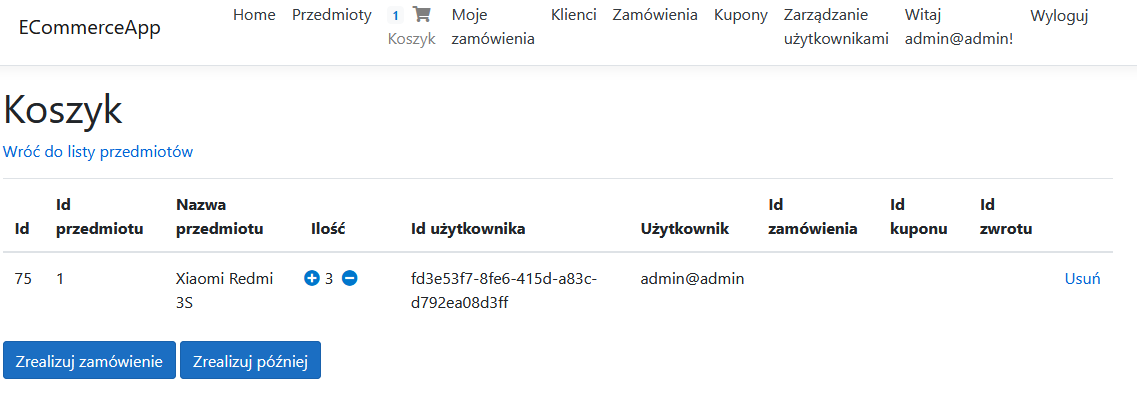 ECommerceApp
Home
Przedmioty
1
Koszyk
Moje
zamówienia
Klienci
Zamówienia
Kupony
Zarządzanie
użytkownikami
Witaj
admin@admin!
Wyloguj
Koszyk
Wróć do listy przedmiotów
Id
Id
przedmiotu
Nazwa
przedmiotu
Ilość
Id użytkownika
Użytkownik
Id
zamówienia
Id
kuponu
Id
zwrotu
75
1
Xiaomi Redmi
3S
3
fd3e53f7-8fe6-415d-a83c-
d792ea08d3ff
admin@admin
Usuń
Zrealizuj zamówienie
Zrealizuj później